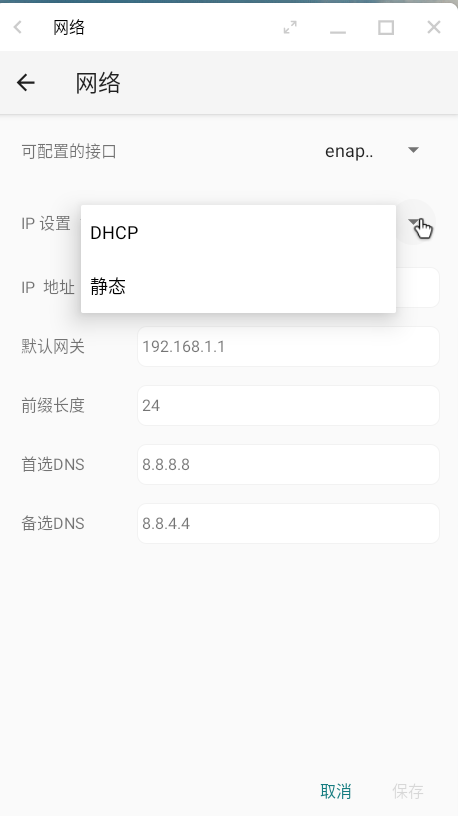 网络
网络
可配置的接口 enap..
IP 设置
DHCP
静态
IP 地址
默认网关 192.168.1.1
前缀长度 24
首选DNS 8.8.8.8
备选DNS 8.8.4.4
取消 保存